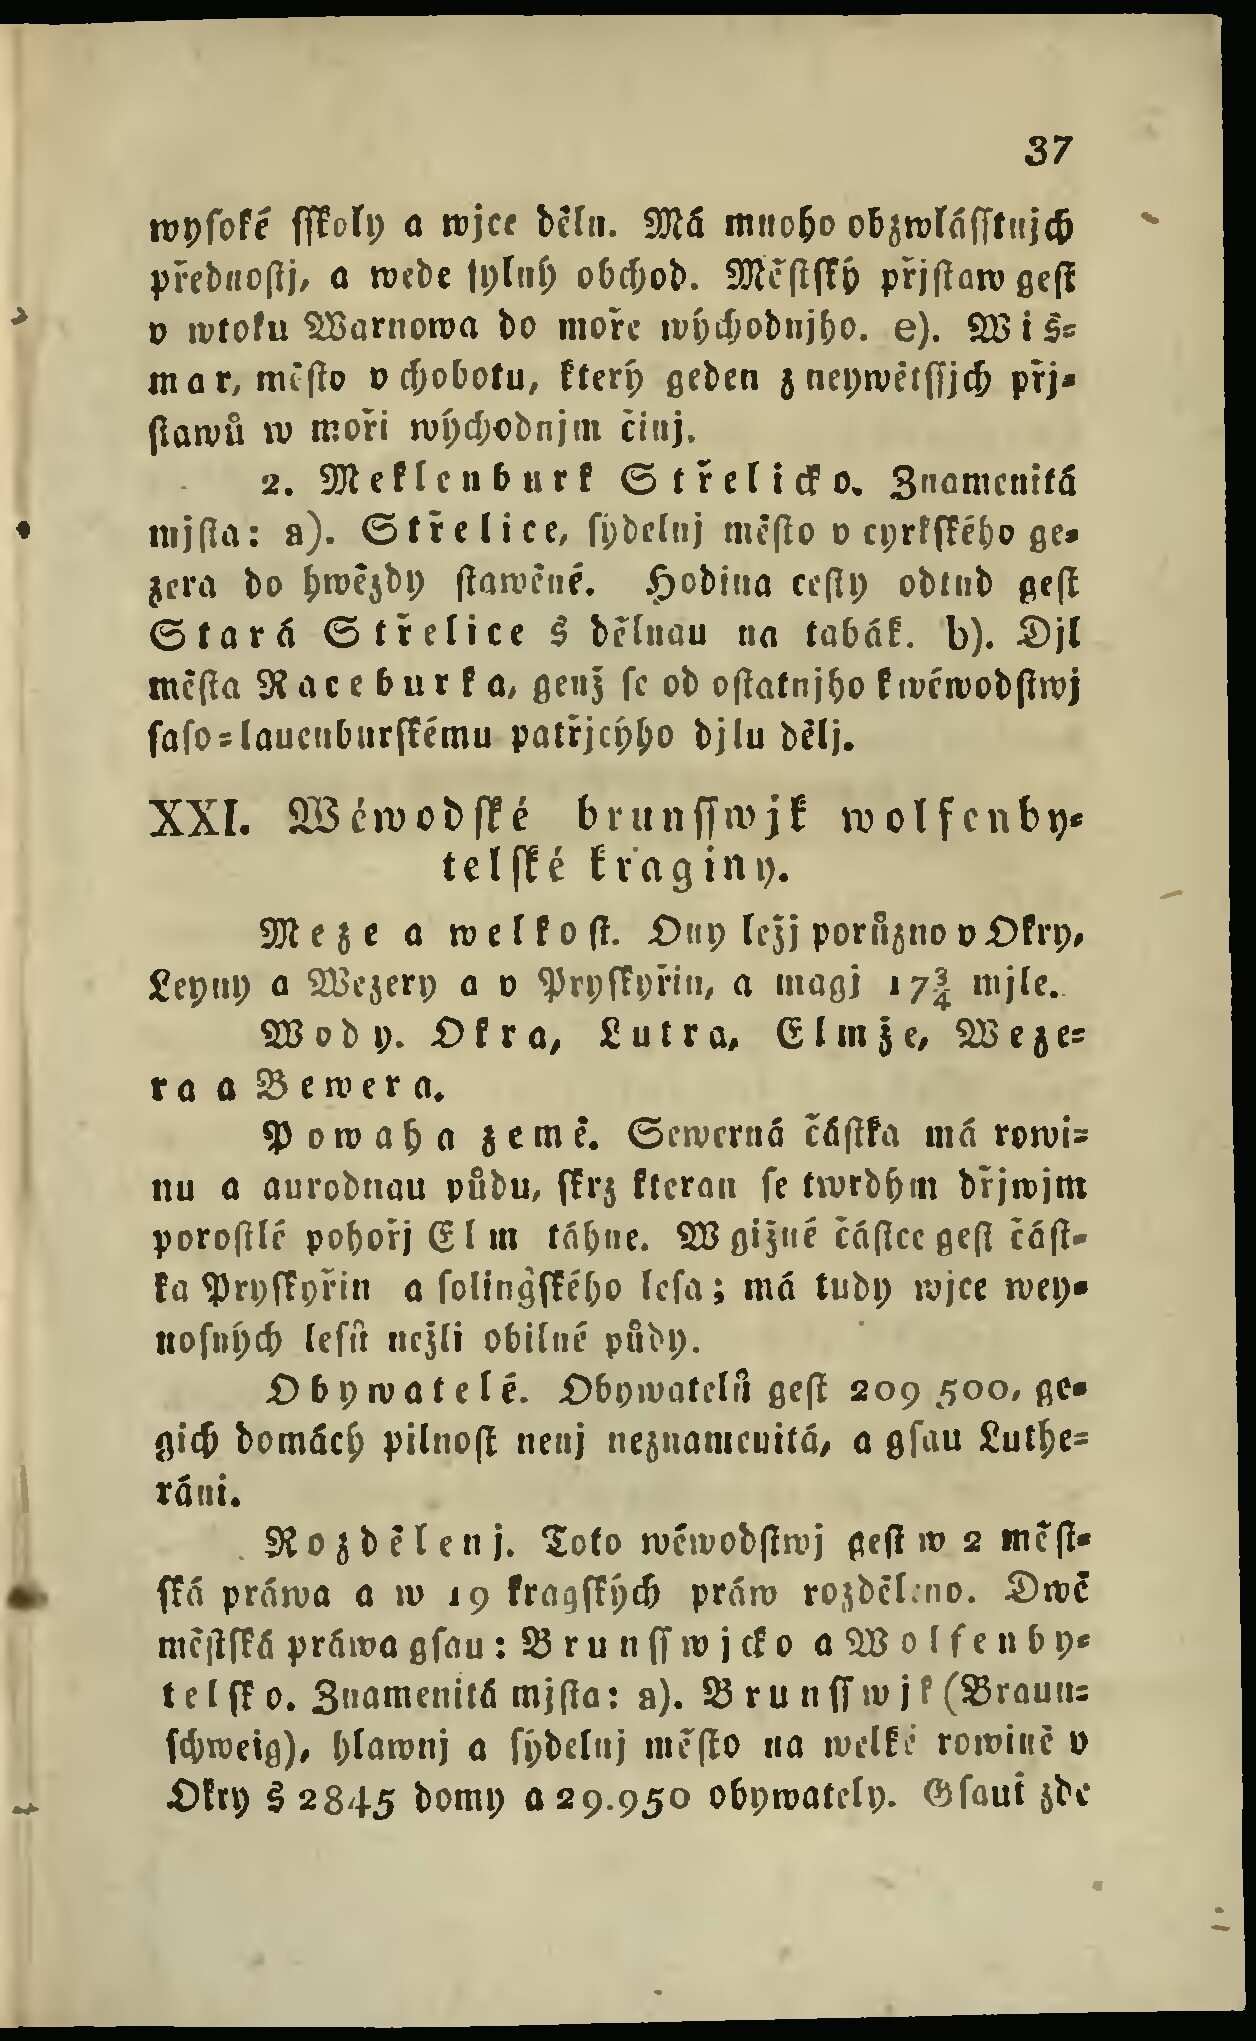 37
wysoké sskoly a wjce děln. Má mnoho obzwlásstnjch
přednostj, a wede sylný obchod. Městský přjstaw gest
v wtoku Warnowa do moře wýchodnjho. e). Wis-
mar, město v chobotu, který geden z neywětssjch přj-
stawů w moři wýchodnjm činj.
2. Meklenburk Střelicko. Znamenitá
mjsta: a). Střelice, sýdelnj město v cyrkského ge-
zera do hwězdy stawěné. Hodina cesty odtud gest
Stará Střelice s dělnau na tabák. b). Djl
města Raceburka, genž se od ostatnjho k wéwodstwj
saso-lauenburskému patřjcýho djlu dělj.
XXI. Wéwodské brunsswjk wolfenby-
telské kraginy.
Meze a welkost. Ony ležj porůzno v Okry,
Leyny a Wezery a v Pryskyřin, a magj 17¾ mjle.
Wody. Okra, Lutra, Elmže, Weze-
ra a Bewera.
Powaha země. Sewerná částka má rowi-
nu a aurodnau půdu, skrz kterau se twrdým dřjwjm
porostlé pohořj Elm táhne. W gižné částce gest část-
ka Pryskyřin a solingského lesa; má tudy wjce wey-
nosných lesů nežli obilné půdy.
Obywatelé. Obywatelů gest 209 500, ge-
gich domách pilnost nenj neznamenitá, a gsau Luthe-
ráni.
Rozdělenj. Toto wéwodstwj gest w 2 měst-
ská práwa a w 19 kragských práw rozděleno. Dwě
městská práwa gsau: Brunsswjcko a Wolfenby-
telsko. Znamenitá mjsta: a). Brunsswjk (Braun-
schweig), hlawnj a sýdelnj město na welké rowině v
Okry s 2845 domy a 29.950 obywately. Gsauť zde